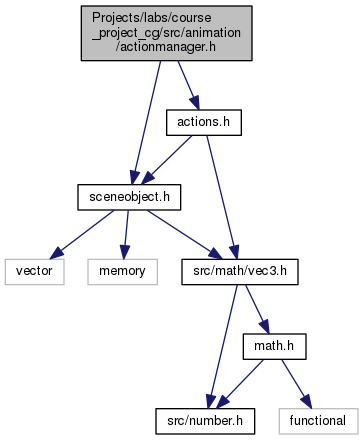 Projects/labs/course
_project_cg/src/animation
/actionmanager.h
actions.h
sceneobject.h
vector
memory
src/math/vec3.h
math.h
src/number.h
functional